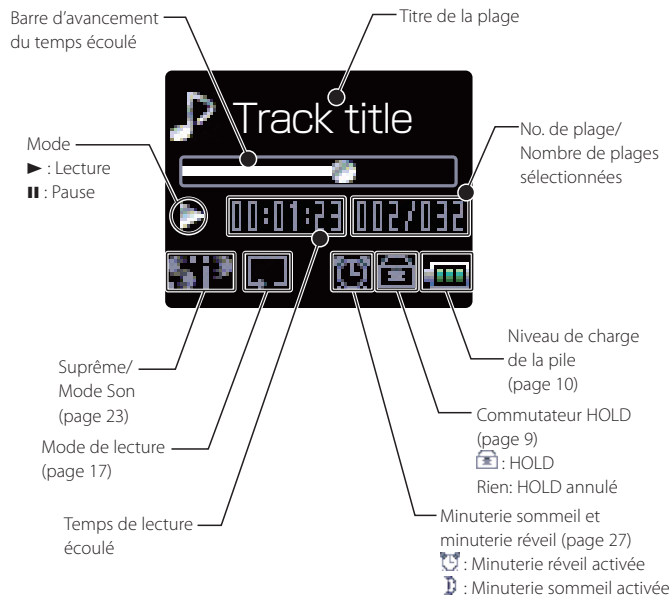 Barre d'avancement
du temps écoulé
Titre de la plage
Track title
No. de plage/
Nombre de plages
sélectionnées
Mode
► : Lecture
II : Pause
00:01:23 002/032
Suprême/
Mode Son
(page 23)
Mode de lecture
(page 17)
Temps de lecture
écoulé
Niveau de charge
de la pile
(page 10)
Commutateur HOLD
(page 9)
: HOLD
Rien: HOLD annulé
Minuterie sommeil et
minuterie réveil (page 27)
: Minuterie réveil activée
: Minuterie sommeil activée